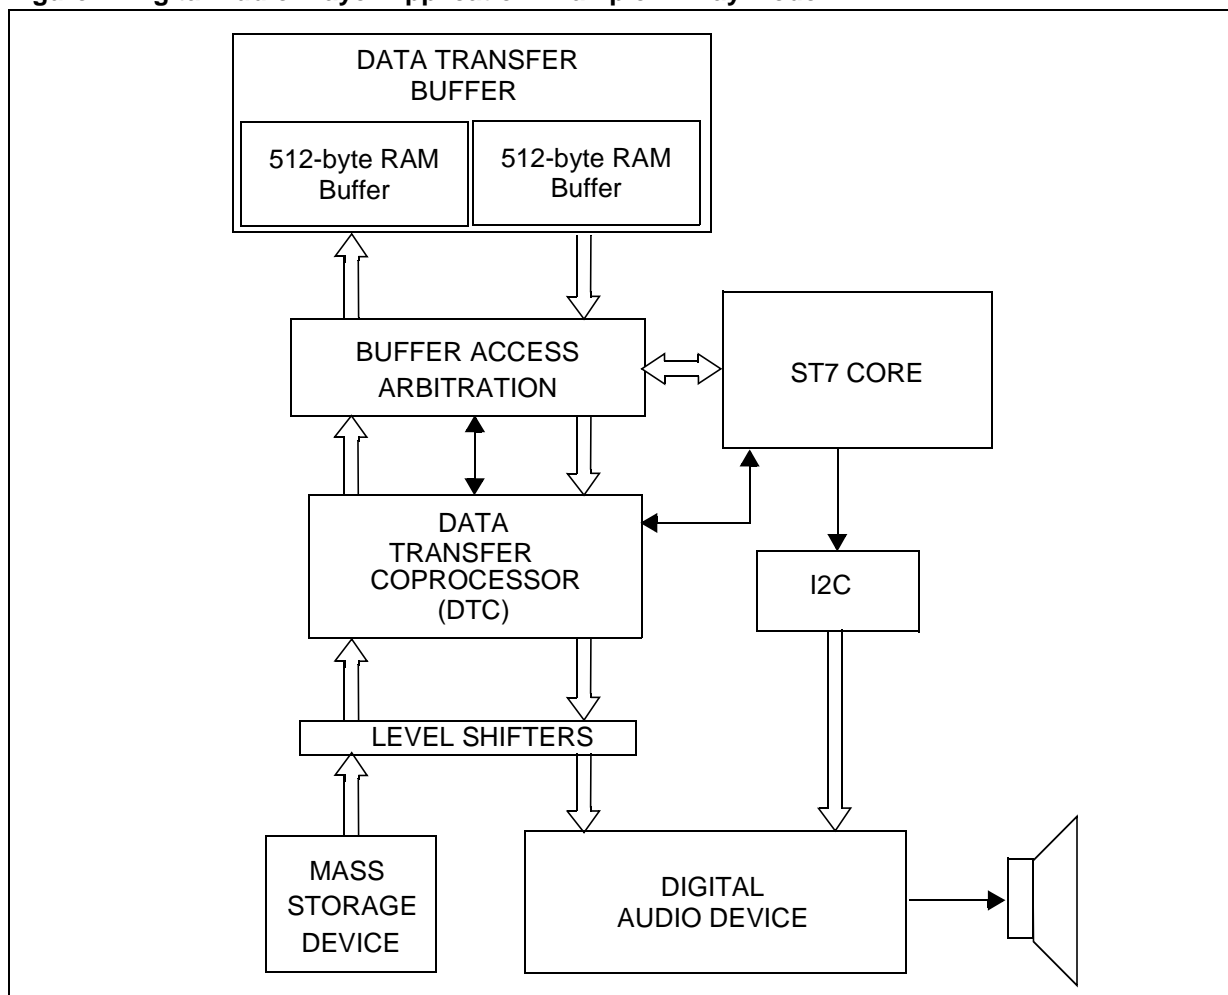 DATA TRANSFER
BUFFER
512-byte RAM
Buffer
512-byte RAM
Buffer
BUFFER ACCESS
ARBITRATION
ST7 CORE
DATA
TRANSFER
COPROCESSOR
(DTC)
I2C
LEVEL SHIFTERS
MASS
STORAGE
DEVICE
DIGITAL
AUDIO DEVICE